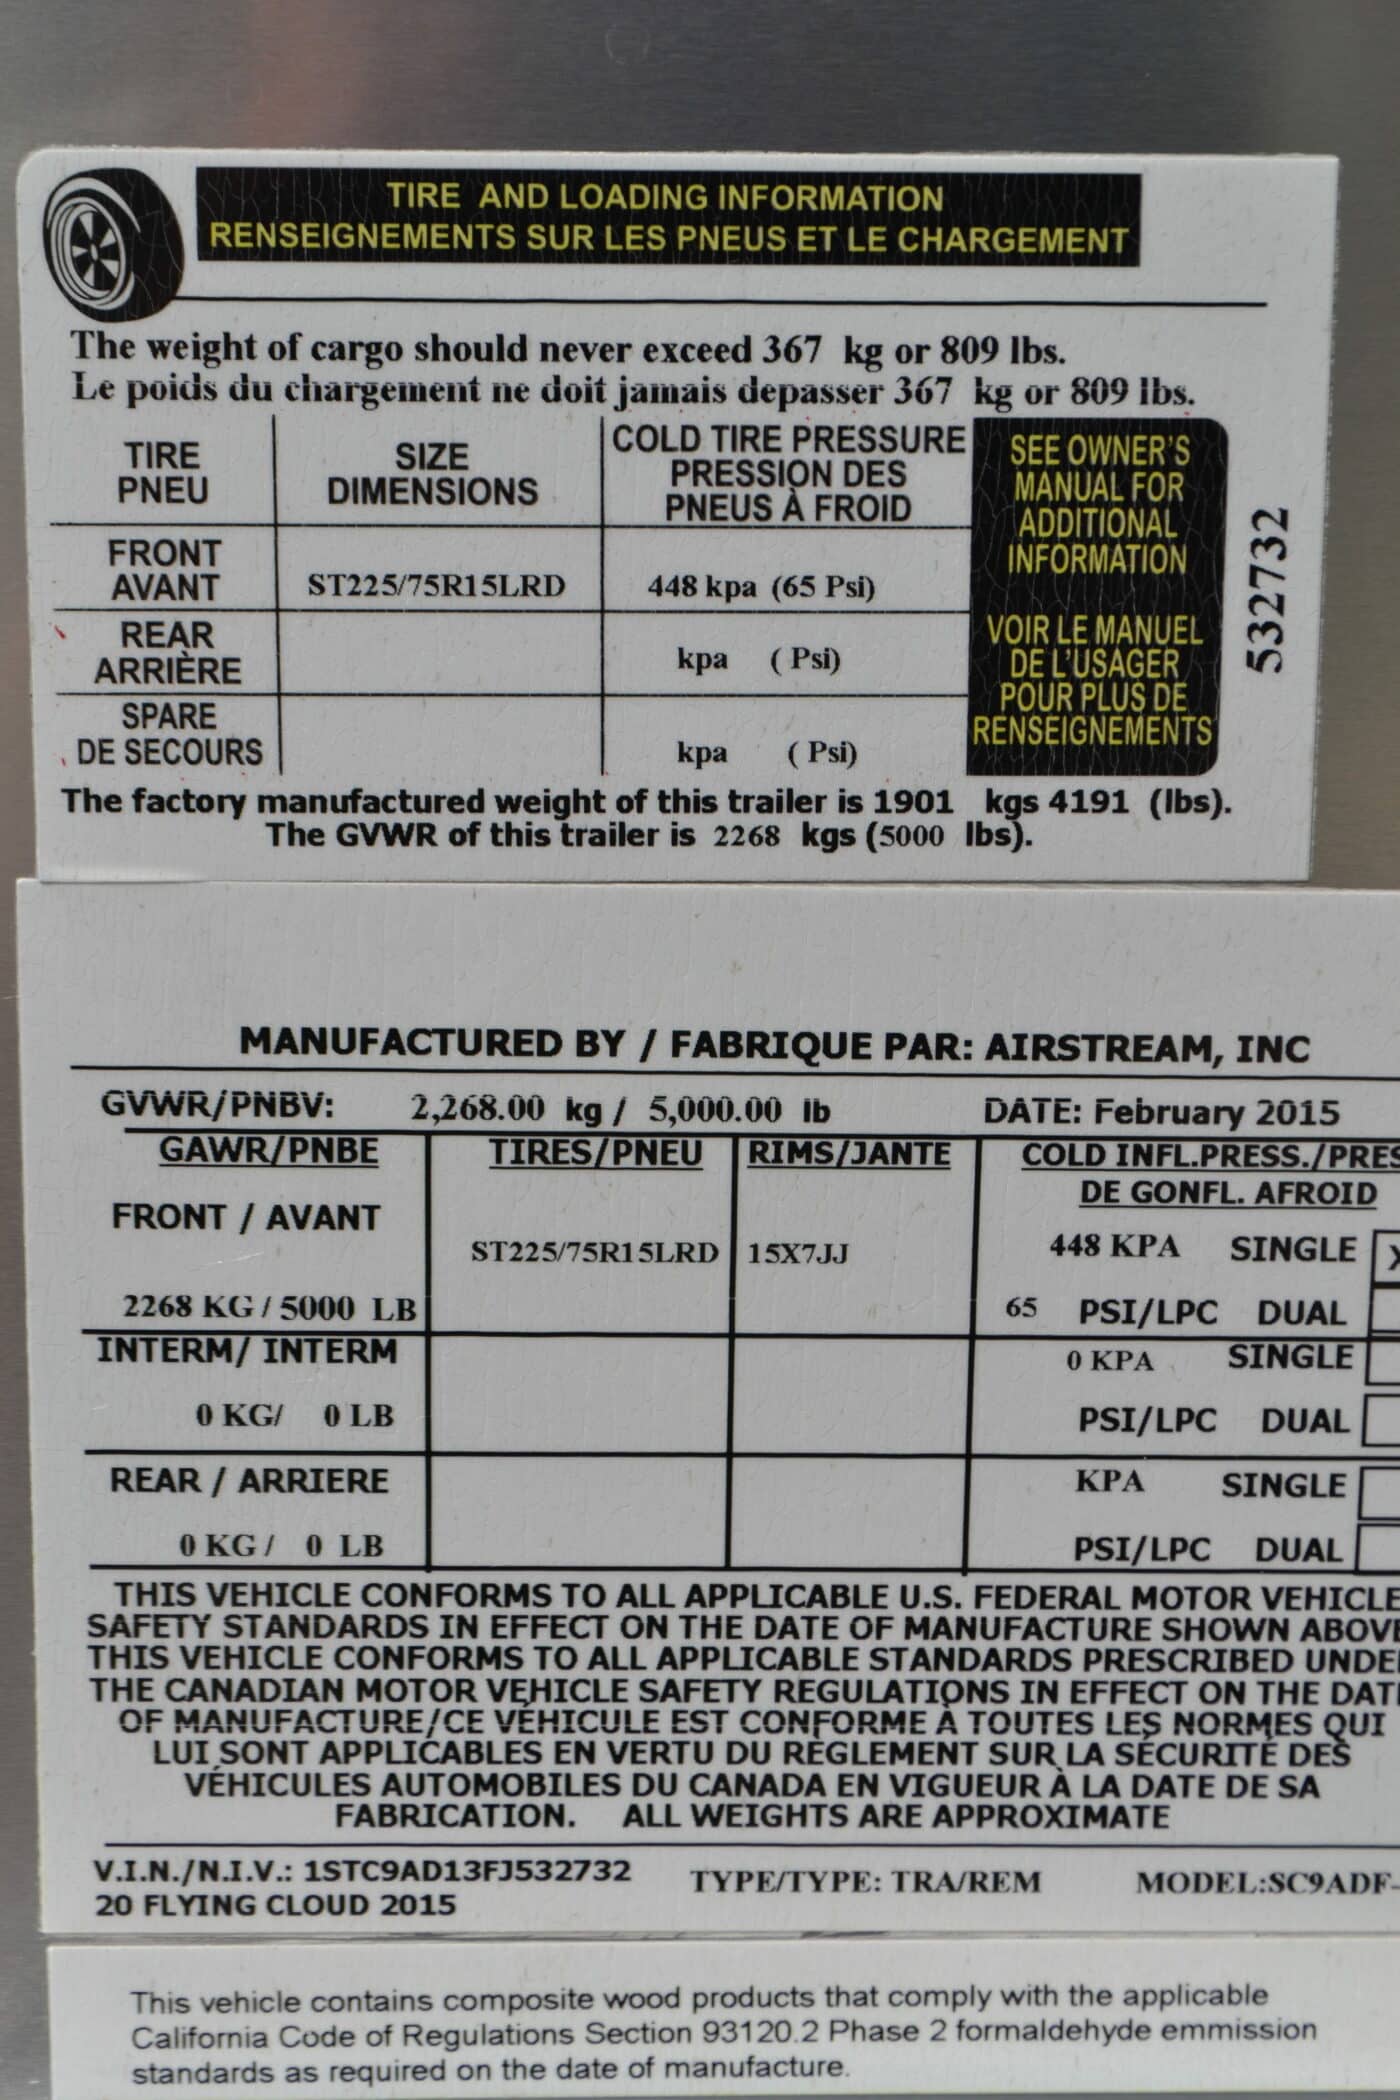 TIRE AND LOADING INFORMATION
RENSEIGNEMENTS SUR LES PNEUS ET LE CHARGEMENT
The weight of cargo should never exceed 367 kg or 809 lbs.
Le poids du chargement ne doit jamais depasser 367 kg or 809 lbs.
TIRE
PNEU
SIZE
DIMENSIONS
COLD TIRE PRESSURE
PRESSION DES
PNEUS À FROID
FRONT
AVANT
ST225/75R15LRD
448 kpa (65 Psi)
REAR
ARRIÈRE
kpa ( Psi)
SPARE
DE SECOURS
kpa ( Psi)
SEE OWNER'S
MANUAL FOR
ADDITIONAL
INFORMATION
VOIR LE MANUEL
DE L'USAGER
POUR PLUS DE
RENSEIGNEMENTS
532732
The factory manufactured weight of this trailer is 1901 kgs 4191 (lbs).
The GVWR of this trailer is 2268 kgs (5000 lbs).
MANUFACTURED BY / FABRIQUE PAR: AIRSTREAM, INC
GVWR/PNBV: 2,268.00 kg / 5,000.00 lb DATE: February 2015
GAWR/PNBE TIRES/PNEU RIMS/JANTE COLD INFL.PRESS./PRES
DE GONFL. AFROID
FRONT / AVANT
ST225/75R15LRD 15X7JJ 448 KPA SINGLE X
2268 KG / 5000 LB 65 PSI/LPC DUAL
INTERM/ INTERM 0 KPA SINGLE
0 KG/ 0 LB PSI/LPC DUAL
REAR / ARRIERE KPA SINGLE
0 KG / 0 LB PSI/LPC DUAL
THIS VEHICLE CONFORMS TO ALL APPLICABLE U.S. FEDERAL MOTOR VEHICLE
SAFETY STANDARDS IN EFFECT ON THE DATE OF MANUFACTURE SHOWN ABOVE
THIS VEHICLE CONFORMS TO ALL APPLICABLE STANDARDS PRESCRIBED UNDE
THE CANADIAN MOTOR VEHICLE SAFETY REGULATIONS IN EFFECT ON THE DAT
OF MANUFACTURE/CE VÉHICULE EST CONFORME À TOUTES LES NORMES QUI
LUI SONT APPLICABLES EN VERTU DU RÈGLEMENT SUR LA SÉCURITÉ DES
VÉHICULES AUTOMOBILES DU CANADA EN VIGUEUR À LA DATE DE SA
FABRICATION. ALL WEIGHTS ARE APPROXIMATE
V.I.N./N.I.V.: 1STC9AD13FJ532732 TYPE/TYPE: TRA/REM MODEL:SC9ADF-
20 FLYING CLOUD 2015
This vehicle contains composite wood products that comply with the applicable
California Code of Regulations Section 93120.2 Phase 2 formaldehyde emmission
standards as required on the date of manufacture.